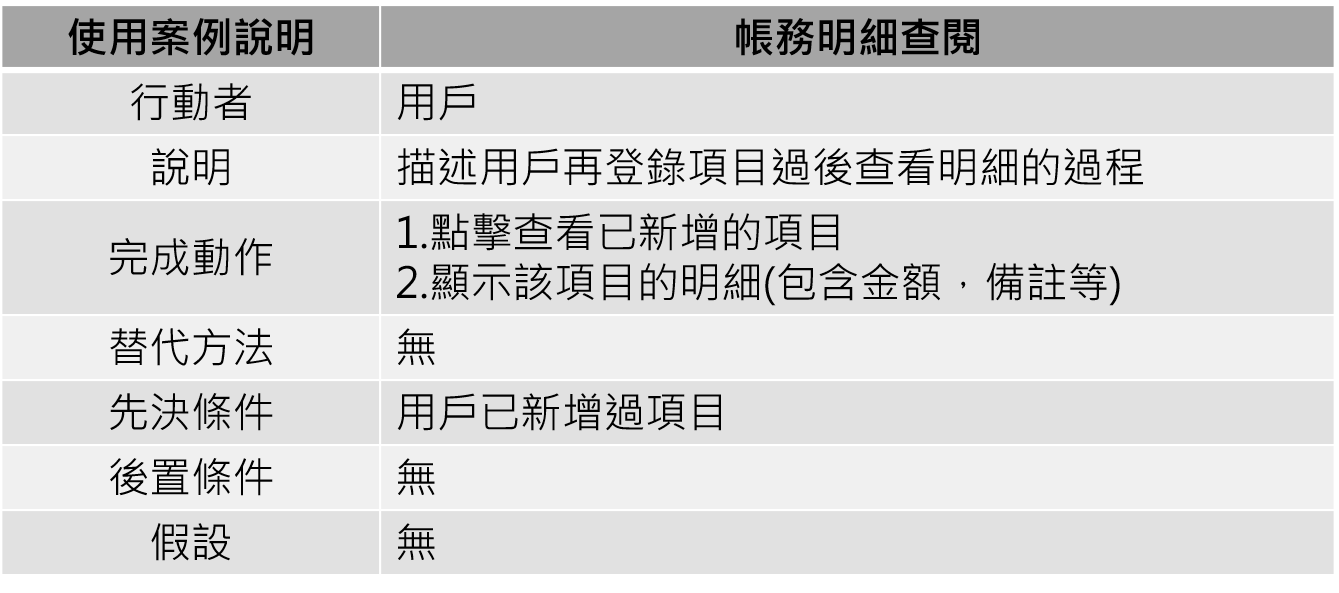 使用案例說明 帳務明細查閱
行動者 用戶
說明 描述用戶再登錄項目過後查看明細的過程
完成動作 1.點擊查看已新增的項目
2.顯示該項目的明細(包含金額，備註等)
替代方法 無
先決條件 用戶已新增過項目
後置條件 無
假設 無